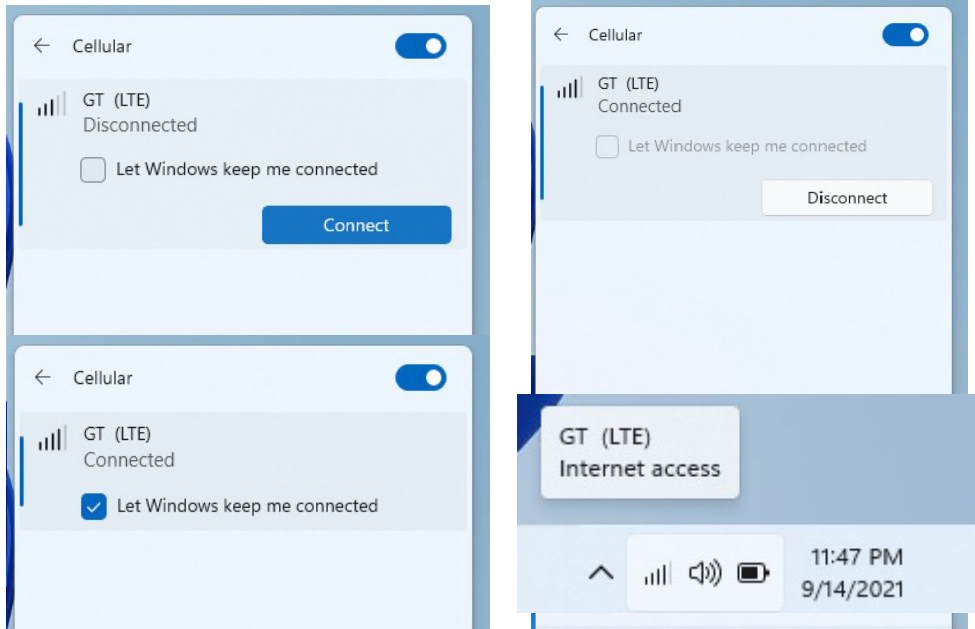 Cellular
GT (LTE)
Disconnected
Let Windows keep me connected
Connect
Cellular
GT (LTE)
Connected
Let Windows keep me connected
Disconnect
Cellular
GT (LTE)
Connected
Let Windows keep me connected
GT (LTE)
Internet access
11:47 PM
9/14/2021